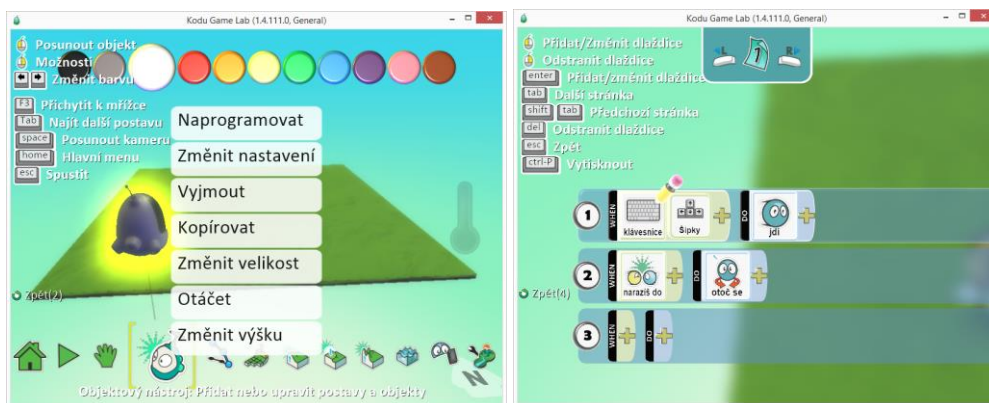 Kodu Game Lab (1.4.111.0, General)
Posunout objekt
Možnosti
Změnit barvu
F3 Přichytit k mřížce
Tab Najít další postavu
space Posunout kameru
home Hlavní menu
esc Spustit
Naprogramovat
Změnit nastavení
Vyjmout
Kopírovat
Změnit velikost
Otáčet
Změnit výšku
Zpět(2)
N
Objektový nástroj: Přidat nebo upravit postavy a objekty
Kodu Game Lab (1.4.111.0, General)
L 1 R
Přidat/Změnit dlaždice
Odstranit dlaždice
enter Přidat/změnit dlaždice
tab Další stránka
shift tab Předchozí stránka
del Odstranit dlaždice
esc Zpět
ctrl-P Vytisknout
1 WHEN klávesnice Šipky DO jdi
2 WHEN narazíš do DO otoč se
Zpět(4)
3 WHEN DO